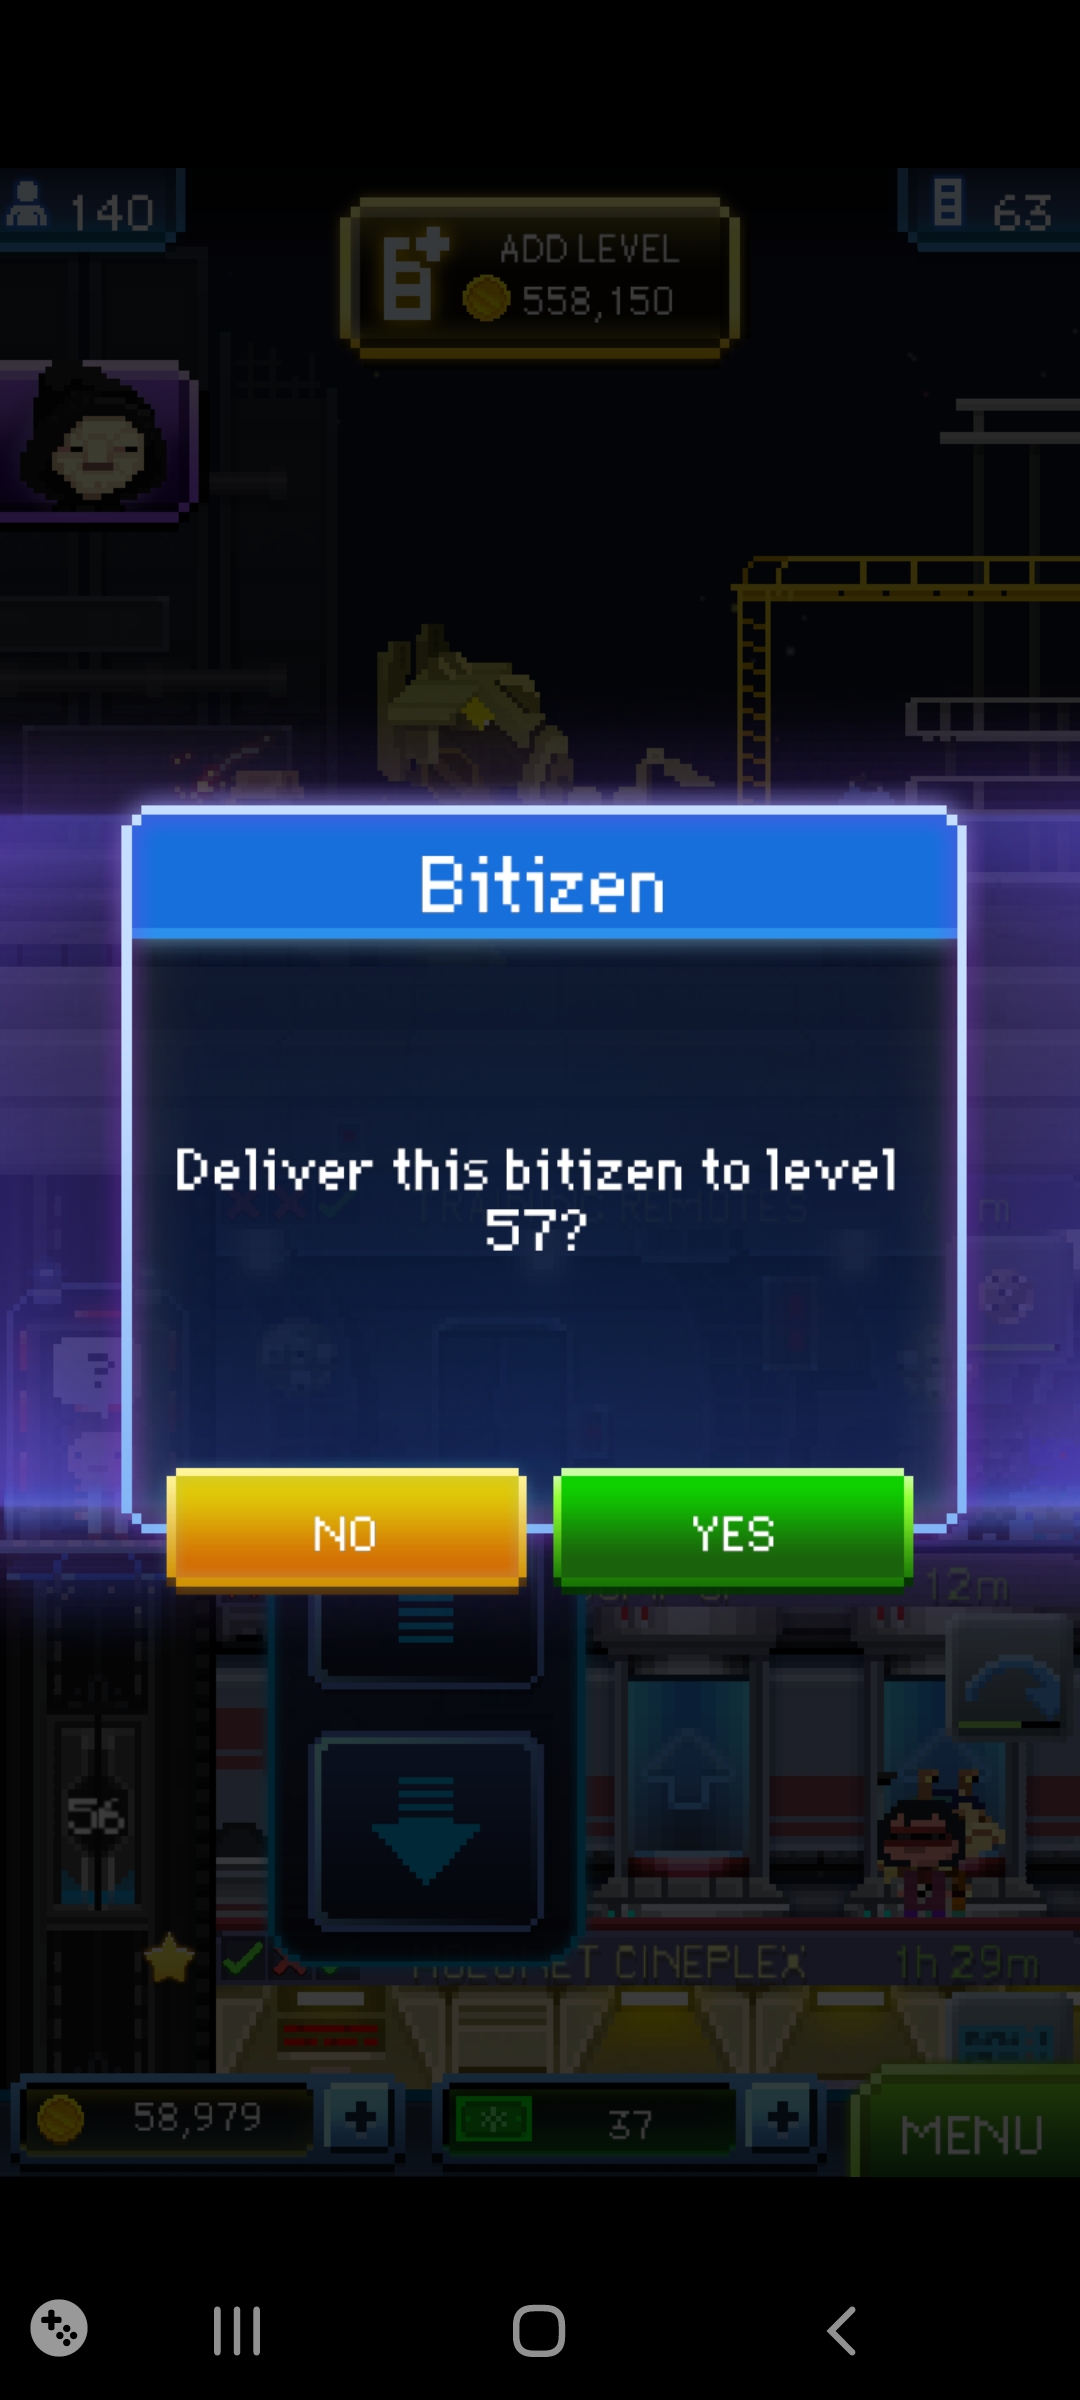 140
63
ADD LEVEL
558,150
Bitizen
Deliver this bitizen to level
57?
REMOTES
m
?
NO
YES
12m
56
CINEPLEX
1h 29m
58,979
37
MENU